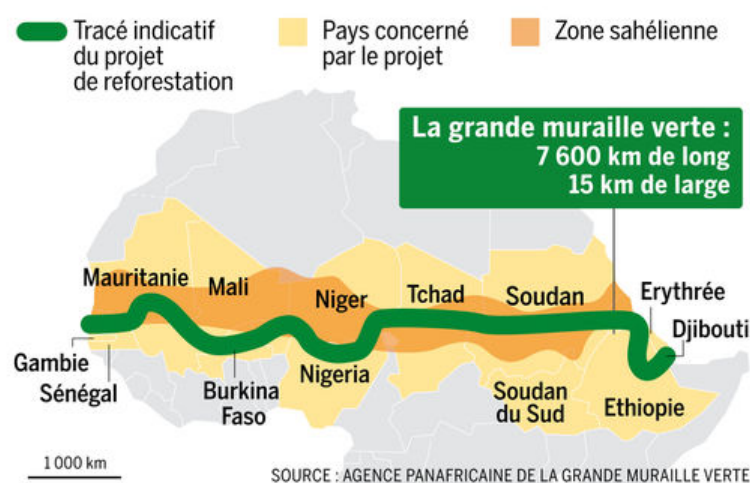 Tracé indicatif
du projet
de reforestation
Pays concerné
par le projet
Zone sahélienne
La grande muraille verte :
7 600 km de long
15 km de large
Mauritanie
Mali
Niger
Tchad
Soudan
Erythrée
Djibouti
Gambie
Sénégal
Burkina
Faso
Nigeria
Soudan
du Sud
Ethiopie
1 000 km
SOURCE : AGENCE PANAFRICAINE DE LA GRANDE MURAILLE VERTE